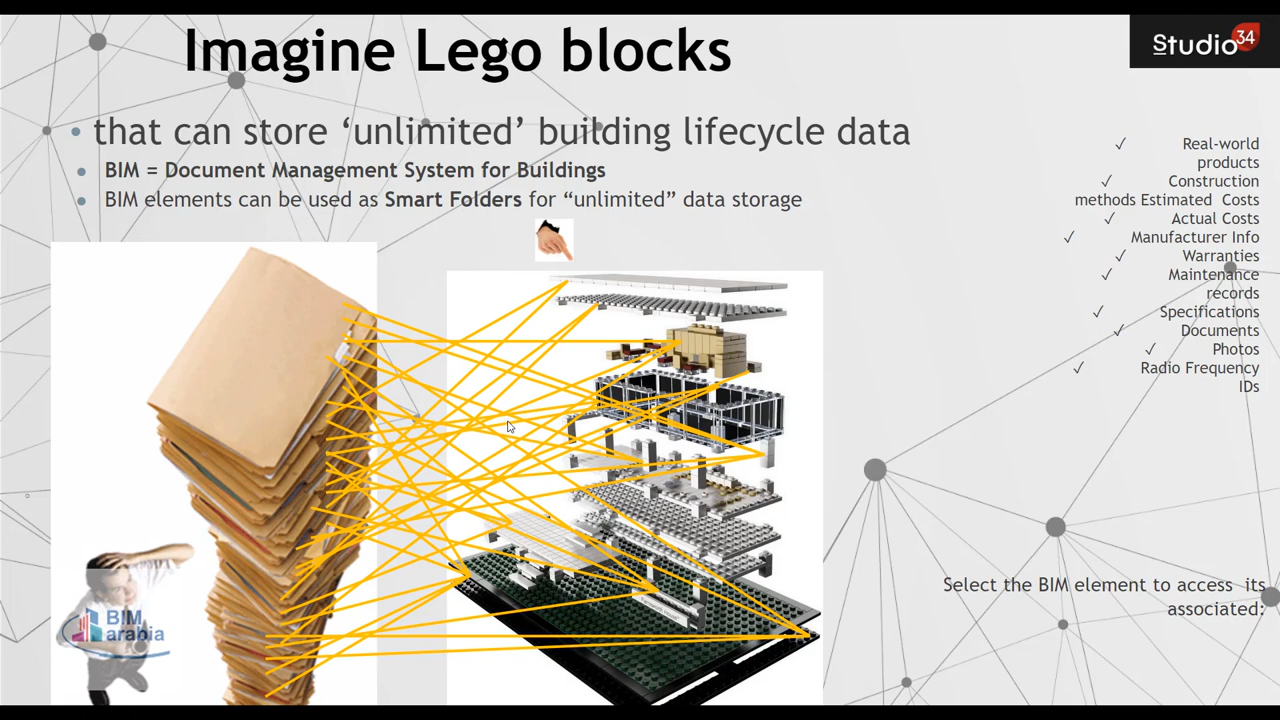 Imagine Lego blocks
Studio34
• that can store ‘unlimited’ building lifecycle data
• BIM = Document Management System for Buildings
• BIM elements can be used as Smart Folders for “unlimited” data storage
✓ Real-world
products
✓ Construction
methods Estimated Costs
✓ Actual Costs
✓ Manufacturer Info
✓ Warranties
✓ Maintenance
records
✓ Specifications
✓ Documents
✓ Photos
✓ Radio Frequency
IDs
Select the BIM element to access its
associated:
BIM
arabia